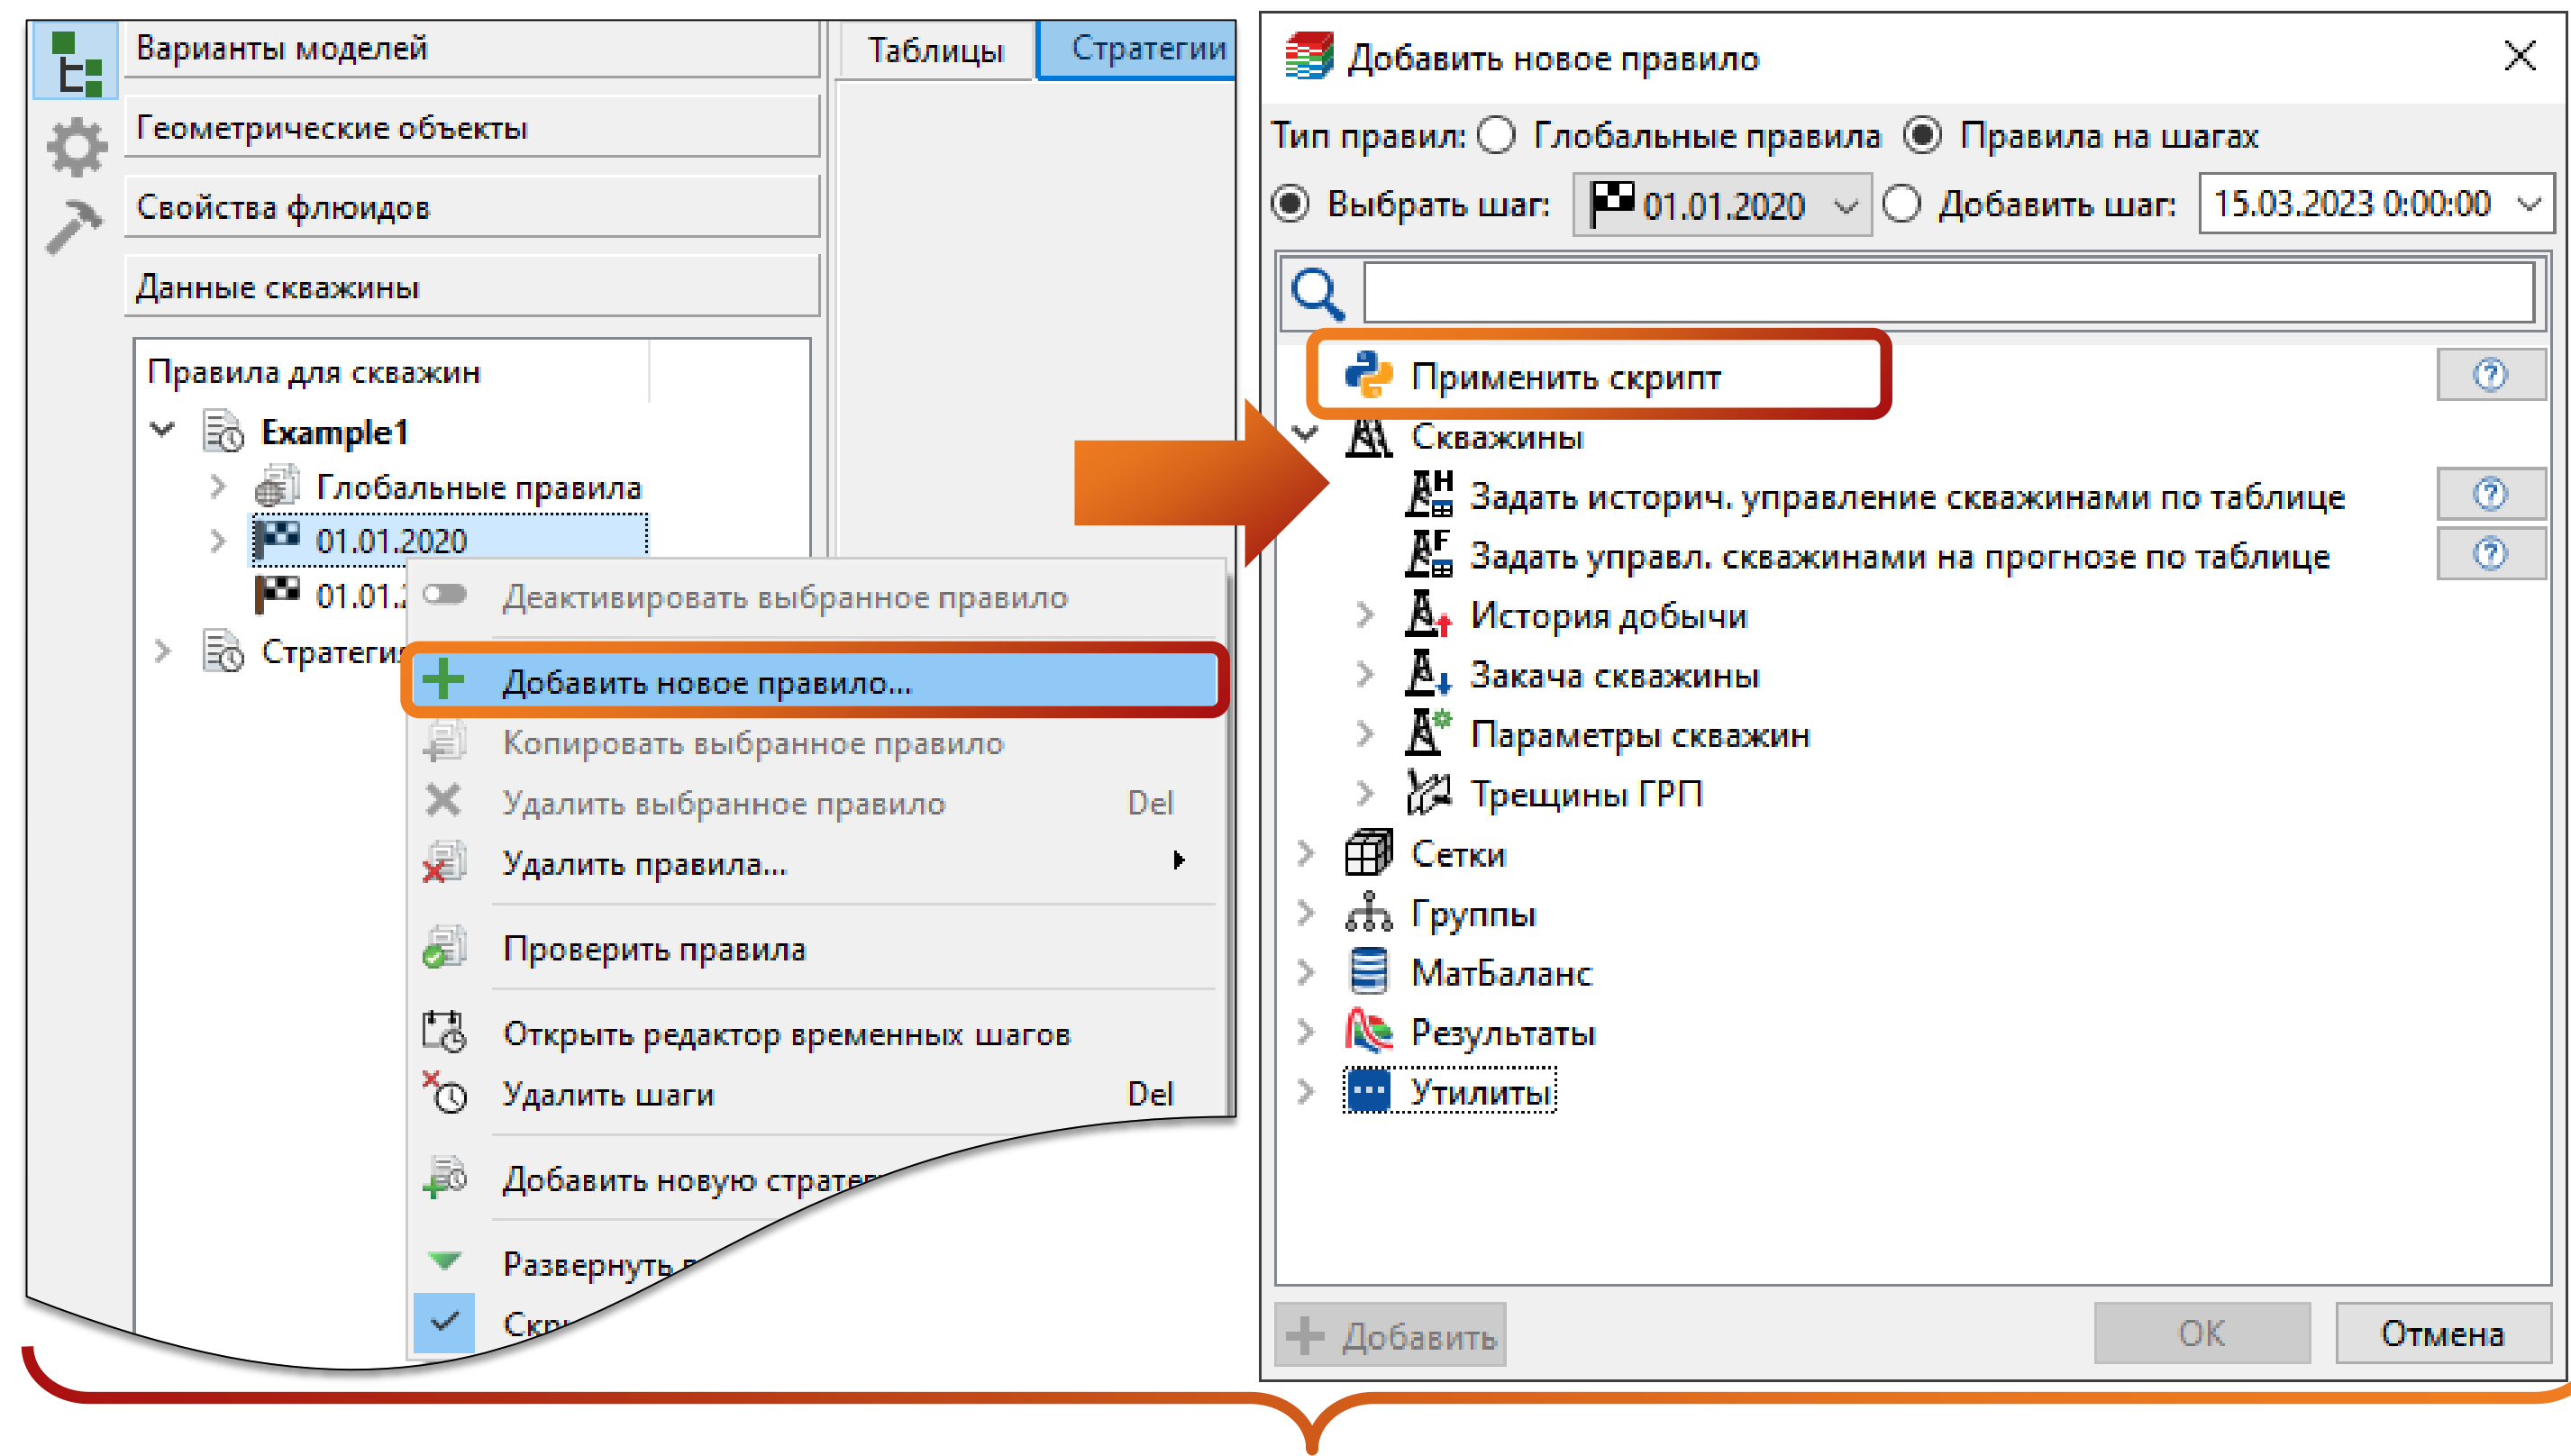 Варианты моделей
Геометрические объекты
Свойства флюидов
Данные скважины
Таблицы
Стратегии
Правила для скважин
Example1
Глобальные правила
01.01.2020
01.01.
Стратегия
Деактивировать выбранное правило
Добавить новое правило...
Копировать выбранное правило
Удалить выбранное правило Del
Удалить правила...
Проверить правила
Открыть редактор временных шагов
Удалить шаги Del
Добавить новую
Развернуть
Добавить новое правило
Тип правил: Глобальные правила Правила на шагах
Выбрать шаг: 01.01.2020 Добавить шаг: 15.03.2023 0:00:00
Применить скрипт
Скважины
Задать историч. управление скважинами по таблице
Задать управл. скважинами на прогнозе по таблице
История добычи
Закача скважины
Параметры скважин
Трещины ГРП
Сетки
Группы
МатБаланс
Результаты
Утилиты
Добавить OK Отмена